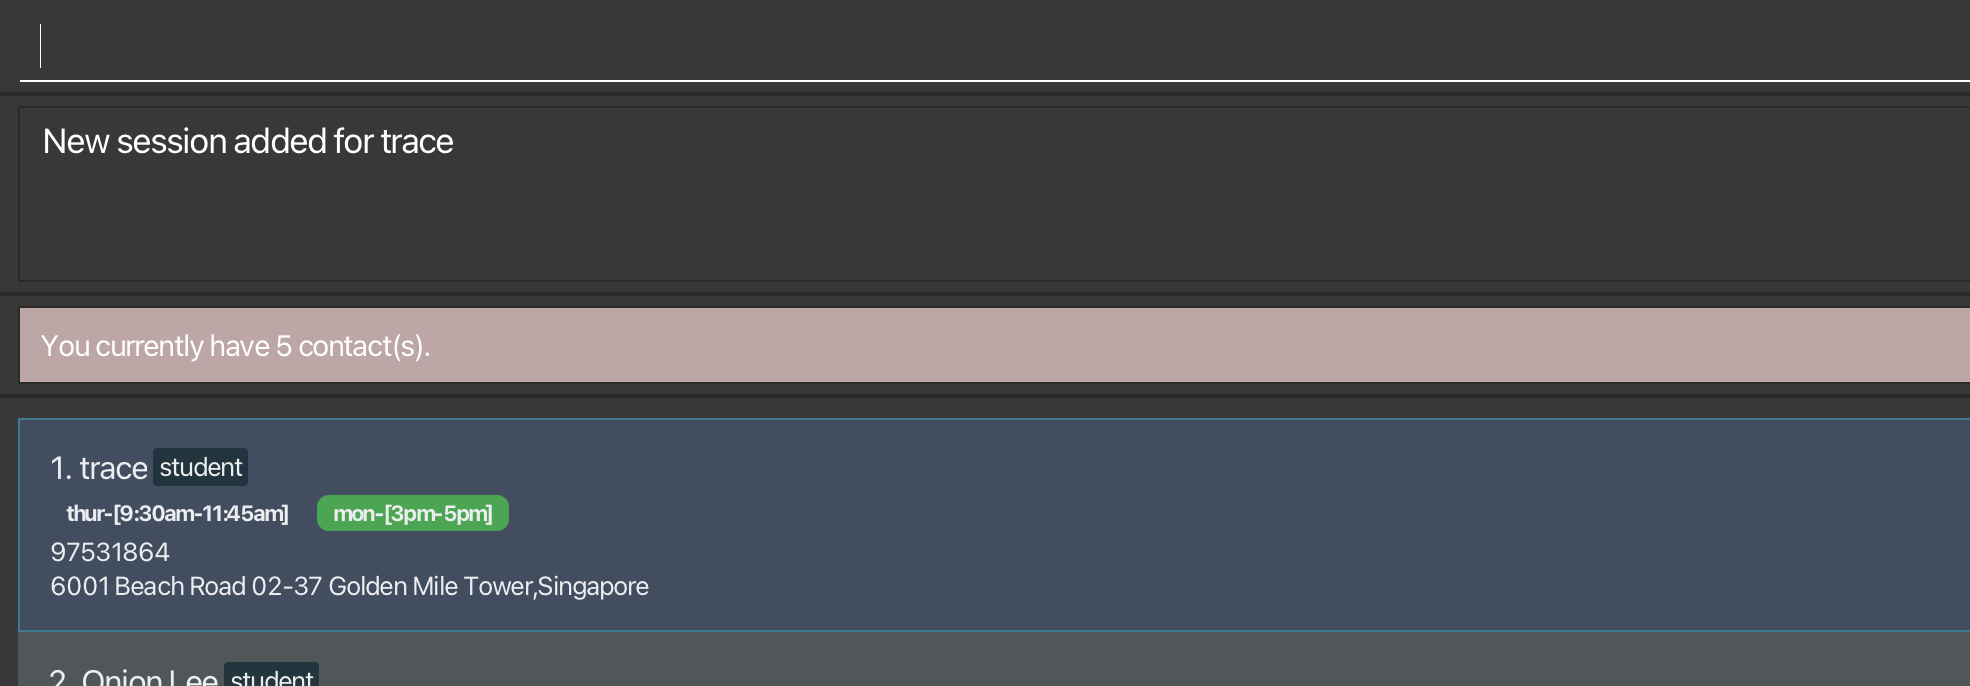 New session added for trace
You currently have 5 contact(s).
1. trace student
thur-[9:30am-11:45am] mon-[3pm-5pm]
97531864
6001 Beach Road 02-37 Golden Mile Tower,Singapore
2. Onion Lee student